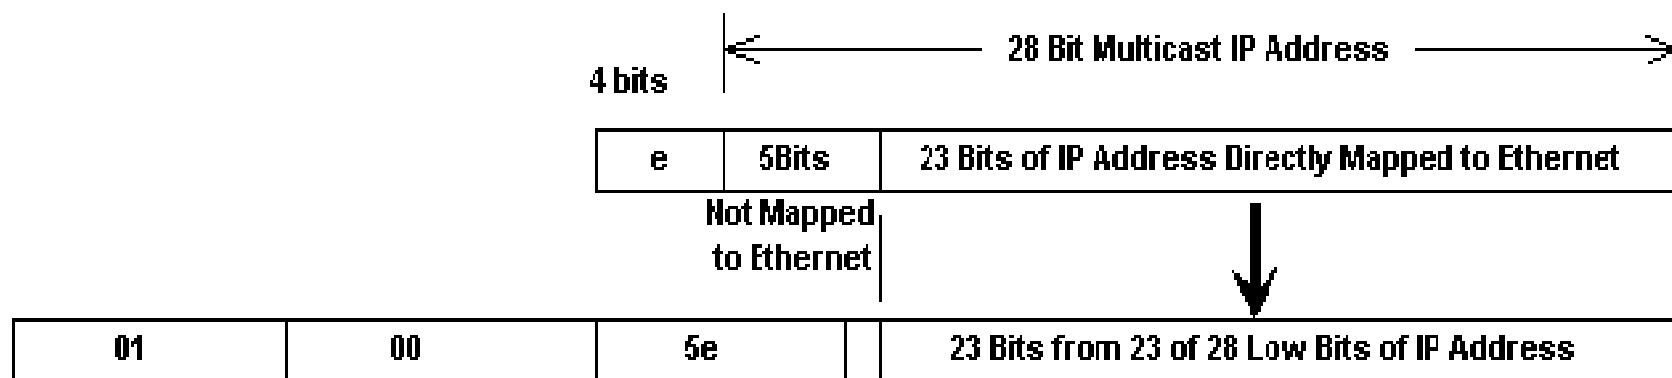 28 Bit Multicast IP Address
4 bits
e 5Bits 23 Bits of IP Address Directly Mapped to Ethernet
Not Mapped
to Ethernet
01 00 5e 23 Bits from 23 of 28 Low Bits of IP Address